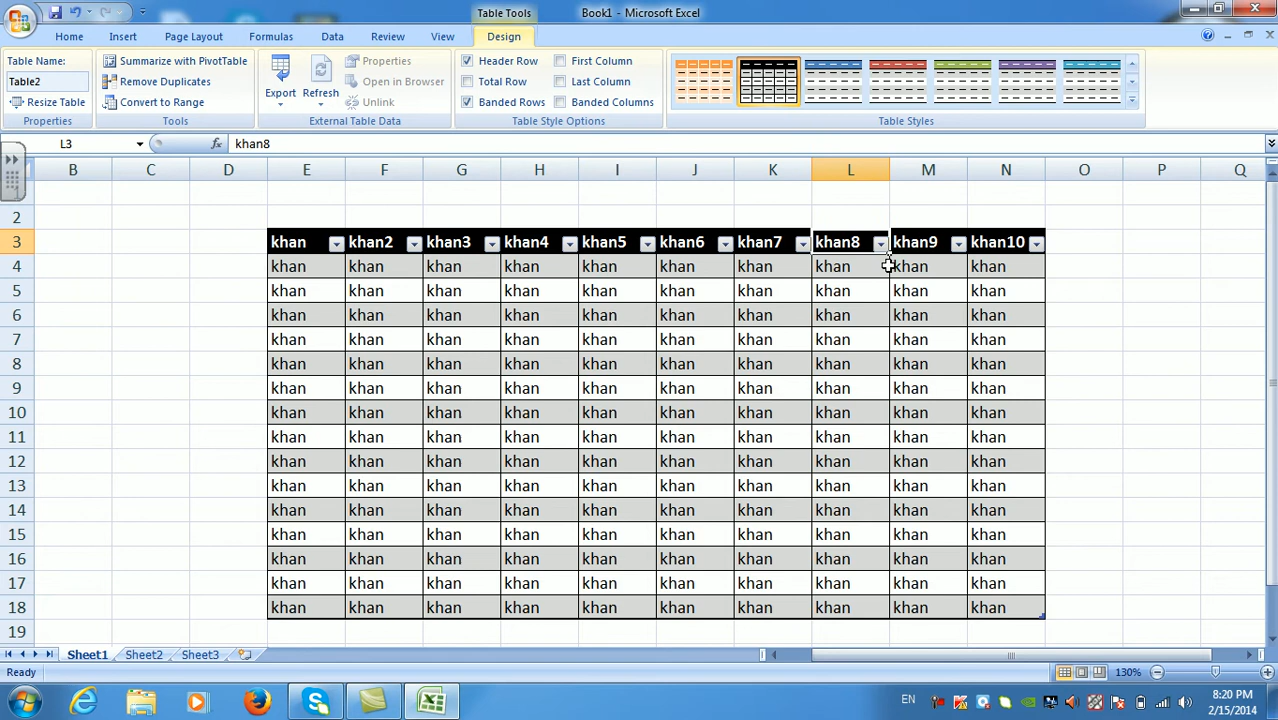 Table Tools
Book1 - Microsoft Excel
Home Insert Page Layout Formulas Data Review View Design
Table Name:
Table2
Resize Table
Properties
Summarize with PivotTable
Remove Duplicates
Convert to Range
Tools
Export
Refresh
Properties
Open in Browser
Unlink
External Table Data
Header Row
Total Row
Banded Rows
First Column
Last Column
Banded Columns
Table Style Options
Table Styles
L3 fx khan8
B C D E F G H I J K L M N O P Q
1
2
3 khan khan2 khan3 khan4 khan5 khan6 khan7 khan8 khan9 khan10
4 khan khan khan khan khan khan khan khan khan khan
5 khan khan khan khan khan khan khan khan khan khan
6 khan khan khan khan khan khan khan khan khan khan
7 khan khan khan khan khan khan khan khan khan khan
8 khan khan khan khan khan khan khan khan khan khan
9 khan khan khan khan khan khan khan khan khan khan
10 khan khan khan khan khan khan khan khan khan khan
11 khan khan khan khan khan khan khan khan khan khan
12 khan khan khan khan khan khan khan khan khan khan
13 khan khan khan khan khan khan khan khan khan khan
14 khan khan khan khan khan khan khan khan khan khan
15 khan khan khan khan khan khan khan khan khan khan
16 khan khan khan khan khan khan khan khan khan khan
17 khan khan khan khan khan khan khan khan khan khan
18 khan khan khan khan khan khan khan khan khan khan
19
Sheet1 Sheet2 Sheet3
Ready 130%
EN 8:20 PM
2/15/2014